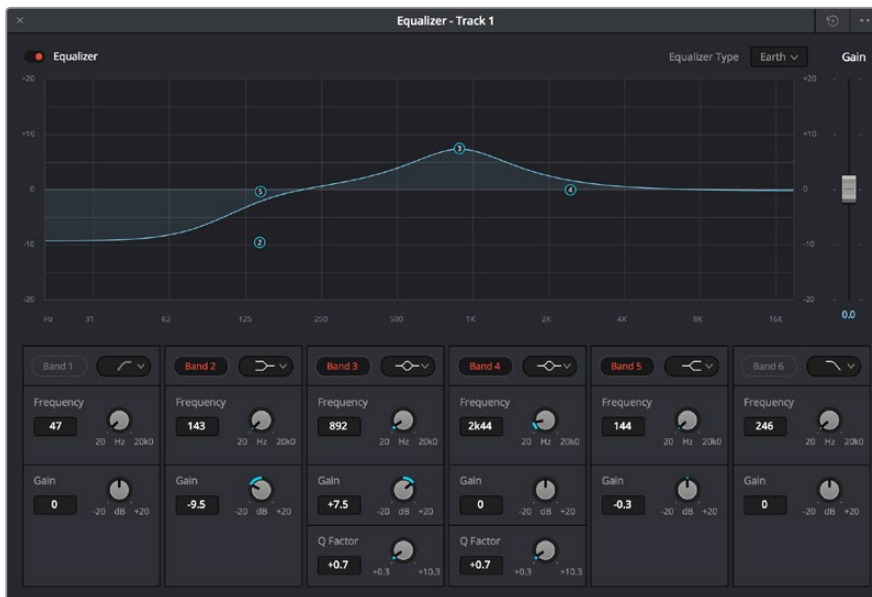 Equalizer - Track 1
Equalizer
Equalizer Type Earth Gain
+20 +20
+10 +10
0 5 3 4 0
-10 2 -10
-20 -20
Hz 31 62 125 250 500 1K 2K 4K 8K 16K 0.0
Band 1 Band 2 Band 3 Band 4 Band 5 Band 6
Frequency Frequency Frequency Frequency Frequency Frequency
47 143 892 2k44 144 246
20 Hz 20k0 20 Hz 20k0 20 Hz 20k0 20 Hz 20k0 20 Hz 20k0 20 Hz 20k0
Gain Gain Gain Gain Gain Gain
0 -9.5 +7.5 0 -0.3 0
-20 dB +20 -20 dB +20 -20 dB +20 -20 dB +20 -20 dB +20 -20 dB +20
Q Factor Q Factor
+0.7 +0.7
+0.3 +10.3 +0.3 +10.3